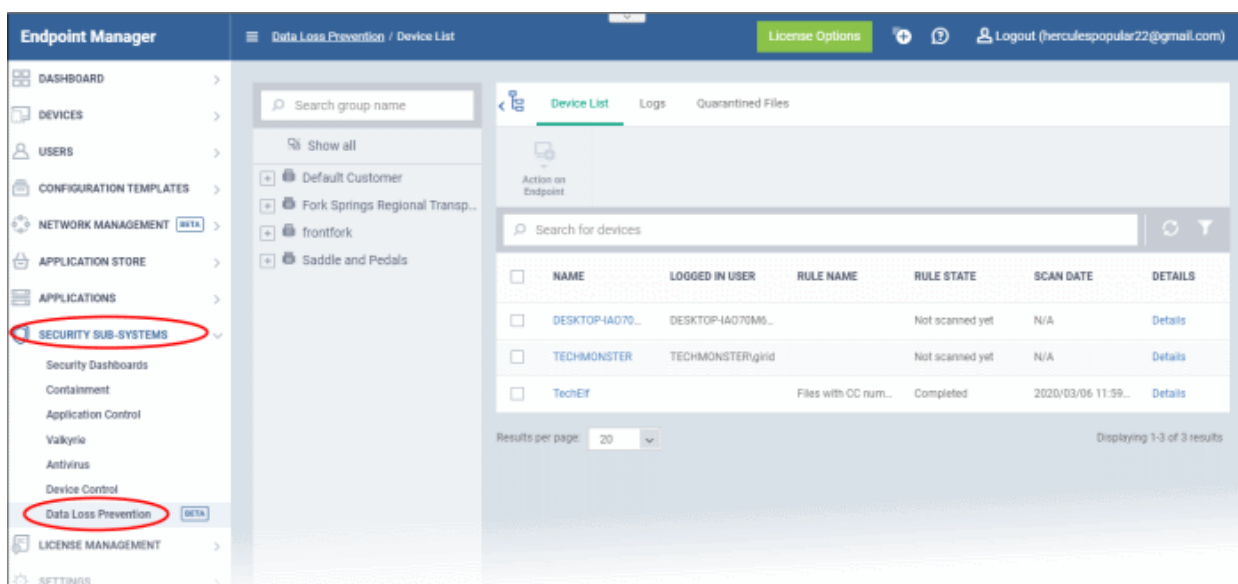 Endpoint Manager
Data Loss Prevention / Device List
License Options
Logout (herculespopular22@gmail.com)
DASHBOARD
DEVICES
USERS
CONFIGURATION TEMPLATES
NETWORK MANAGEMENT BETA
APPLICATION STORE
APPLICATIONS
SECURITY SUB-SYSTEMS
Security Dashboards
Containment
Application Control
Valkyrie
Antivirus
Device Control
Data Loss Prevention BETA
LICENSE MANAGEMENT
SETTINGS
Search group name
Show all
Default Customer
Fork Springs Regional Transp...
frontfork
Saddle and Pedals
Device List Logs Quarantined Files
Action on
Endpoint
Search for devices
NAME LOGGED IN USER RULE NAME RULE STATE SCAN DATE DETAILS
DESKTOP-IAO70... DESKTOP-IAO70M6... Not scanned yet N/A Details
TECHMONSTER TECHMONSTER\girid Not scanned yet N/A Details
TechElf Files with CC num... Completed 2020/03/06 11:59... Details
Results per page: 20 Displaying 1-3 of 3 results